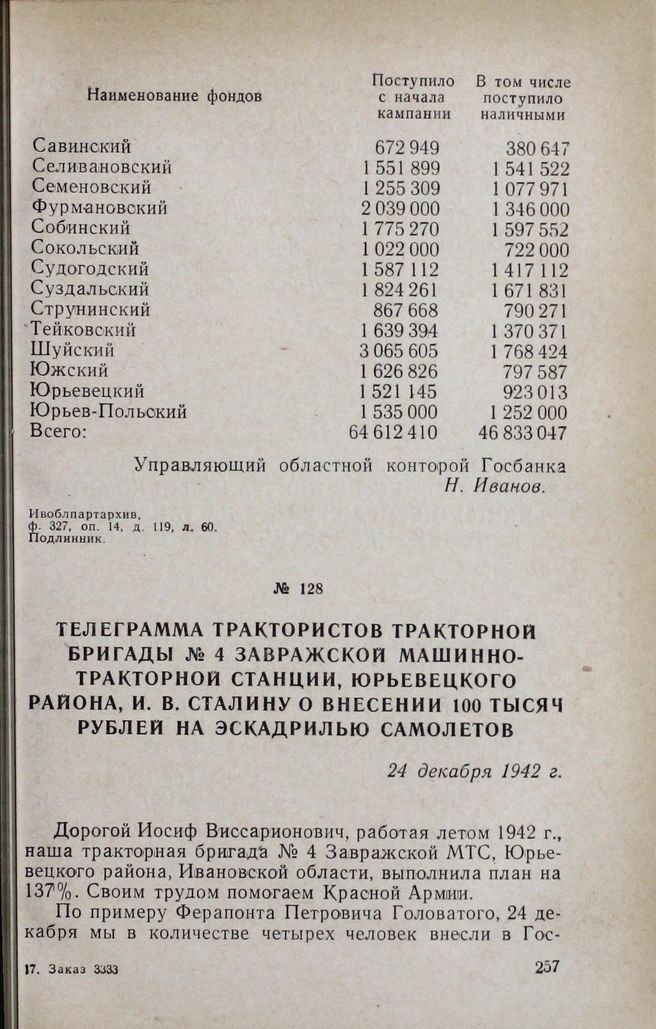 Наименование фондов Поступило с начала кампании В том числе поступило наличными
Савинский 672 949 380 647
Селивановский 1 551 899 1 541 522
Семеновский 1 255 309 1 077 971
Фурмановский 2 039 000 1 346 000
Собинский 1 775 270 1 597 552
Сокольский 1 022 000 722 000
Судогодский 1 587 112 1 417 112
Суздальский 1 824 261 1 671 831
Струнинский 867 668 790 271
Тейковский 1 639 394 1 370 371
Шуйский 3 065 605 1 768 424
Южский 1 626 826 797 587
Юрьевецкий 1 521 145 923 013
Юрьев-Польский 1 535 000 1 252 000
Всего: 64 612 410 46 833 047
Управляющий областной конторой Госбанка
Н. Иванов.
Ивоблпартархив,
ф. 327, оп. 14, д. 119, л. 60.
Подлинник.
№ 128
ТЕЛЕГРАММА ТРАКТОРИСТОВ ТРАКТОРНОЙ
БРИГАДЫ № 4 ЗАВРАЖСКОЙ МАШИННО-
ТРАКТОРНОЙ СТАНЦИИ, ЮРЬЕВЕЦКОГО
РАЙОНА, И. В. СТАЛИНУ О ВНЕСЕНИИ 100 ТЫСЯЧ
РУБЛЕЙ НА ЭСКАДРИЛЬЮ САМОЛЕТОВ
24 декабря 1942 г.
Дорогой Иосиф Виссарионович, работая летом 1942 г.,
наша тракторная бригада № 4 Завражской МТС, Юрье-
вецкого района, Ивановской области, выполнила план на
137%. Своим трудом помогаем Красной Армии.
По примеру Ферапонта Петровича Головатого, 24 де-
кабря мы в количестве четырех человек внесли в Гос-
17. Заказ 3333 257